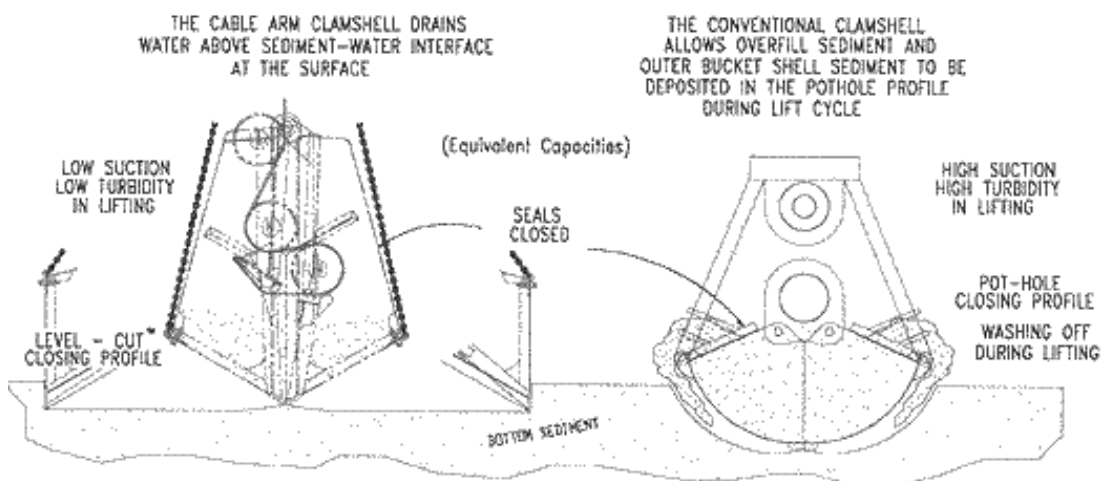 THE CABLE ARM CLAMSHELL DRAINS
WATER ABOVE SEDIMENT-WATER INTERFACE
AT THE SURFACE
THE CONVENTIONAL CLAMSHELL
ALLOWS OVERFILL SEDIMENT AND
OUTER BUCKET SHELL SEDIMENT TO BE
DEPOSITED IN THE POTHOLE PROFILE
DURING LIFT CYCLE
(Equivalent Capacities)
LOW SUCTION
LOW TURBIDITY
IN LIFTING
HIGH SUCTION
HIGH TURBIDITY
IN LIFTING
SEALS
CLOSED
POT-HOLE
CLOSING PROFILE
LEVEL - CUT™
CLOSING PROFILE
WASHING OFF
DURING LIFTING
BOTTOM SEDIMENT